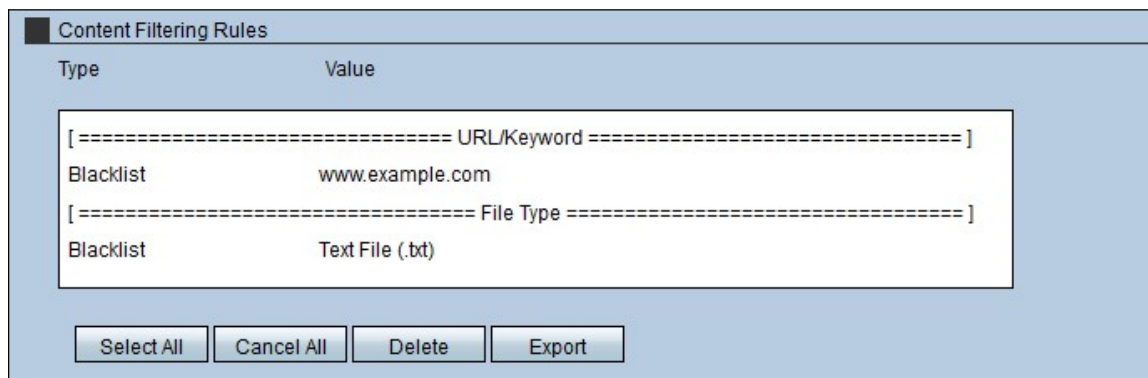 Content Filtering Rules
Type Value
[ ================================ URL/Keyword ================================ ]
Blacklist www.example.com
[ ================================== File Type ================================== ]
Blacklist Text File (.txt)
Select All Cancel All Delete Export